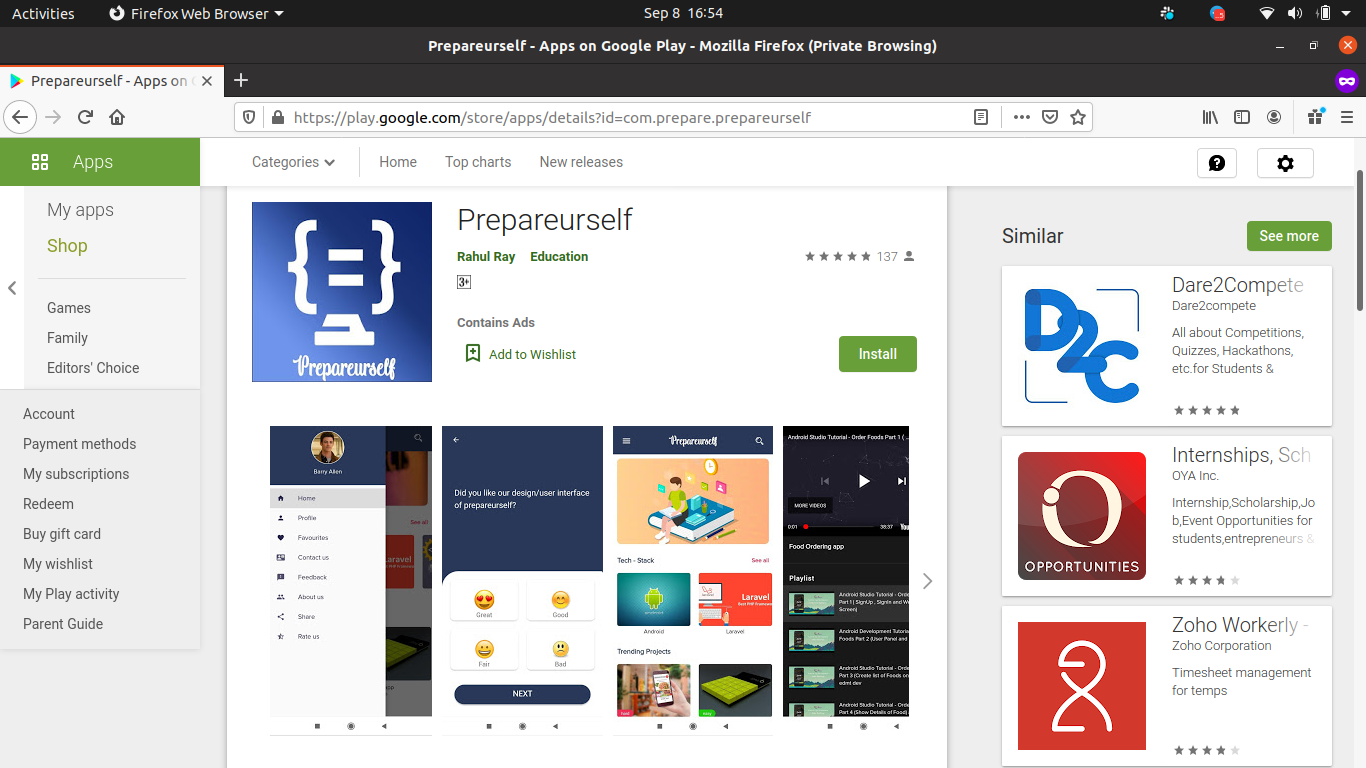 Activities
Firefox Web Browser
Sep 8 16:54
Prepareurself - Apps on Google Play - Mozilla Firefox (Private Browsing)
Prepareurself - Apps on
https://play.google.com/store/apps/details?id=com.prepare.prepareurself
Apps
Categories
Home
Top charts
New releases
My apps
Shop
Games
Family
Editors' Choice
Account
Payment methods
My subscriptions
Redeem
Buy gift card
My wishlist
My Play activity
Parent Guide
Prepareurself
Prepareurself
Rahul Ray Education
137
3+
Contains Ads
Add to Wishlist
Install
Barry Allen
Home
Profile
Favourites
Contact us
Feedback
About us
Share
Rate us
See all
Laravel
Did you like our design/user interface
of prepareurself?
Great
Good
Fair
Bad
NEXT
Prepareurself
Tech - Stack
See all
Laravel
Android
Laravel
Trending Projects
hard
easy
Android Studio Tutorial - Order Foods Part 1 ( ...
MORE VIDEOS
0:01
38:37
Food Ordering app
Playlist
Android Studio Tutorial - Order
Part 1( SignUp , SignIn and We
Screen)
Android Development Tutorial
Foods Part 2 (User Panel and
Android Studio Tutorial - Order
Part 3 (Create list of Foods on
edmt dev
Android Studio Tutorial - Order
Part 4 (Show Details of Food)
Similar
See more
D2C
Dare2Compete
Dare2compete
All about Competitions,
Quizzes, Hackathons,
etc.for Students &
OPPORTUNITIES
Internships, Sch
OYA Inc.
Internship,Scholarship,Jo
b,Event Opportunities for
students,entrepreneurs &
Zoho Workerly -
Zoho Corporation
Timesheet management
for temps